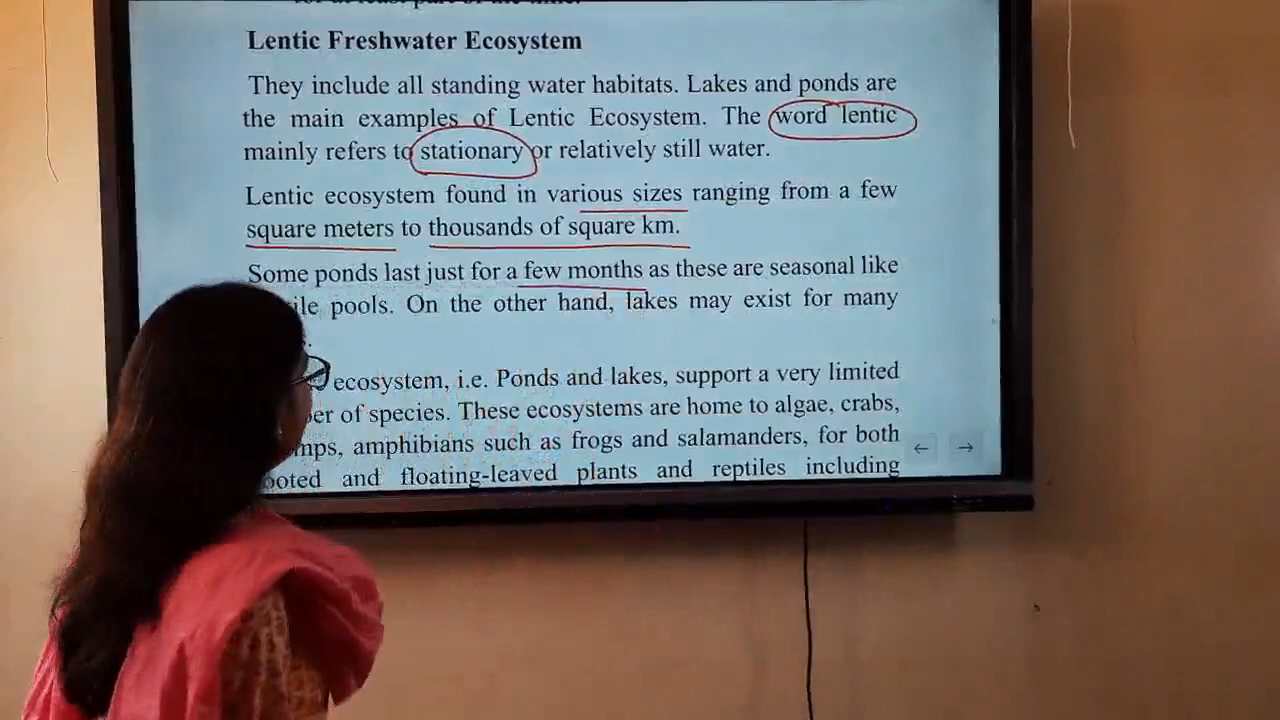 Lentic Freshwater Ecosystem
They include all standing water habitats. Lakes and ponds are
the main examples of Lentic Ecosystem. The word lentic
mainly refers to stationary or relatively still water.
Lentic ecosystem found in various sizes ranging from a few
square meters to thousands of square km.
Some ponds last just for a few months as these are seasonal like
pools. On the other hand, lakes may exist for many
ecosystem, i.e. Ponds and lakes, support a very limited
of species. These ecosystems are home to algae, crabs,
amphibians such as frogs and salamanders, for both
and floating-leaved plants and reptiles including